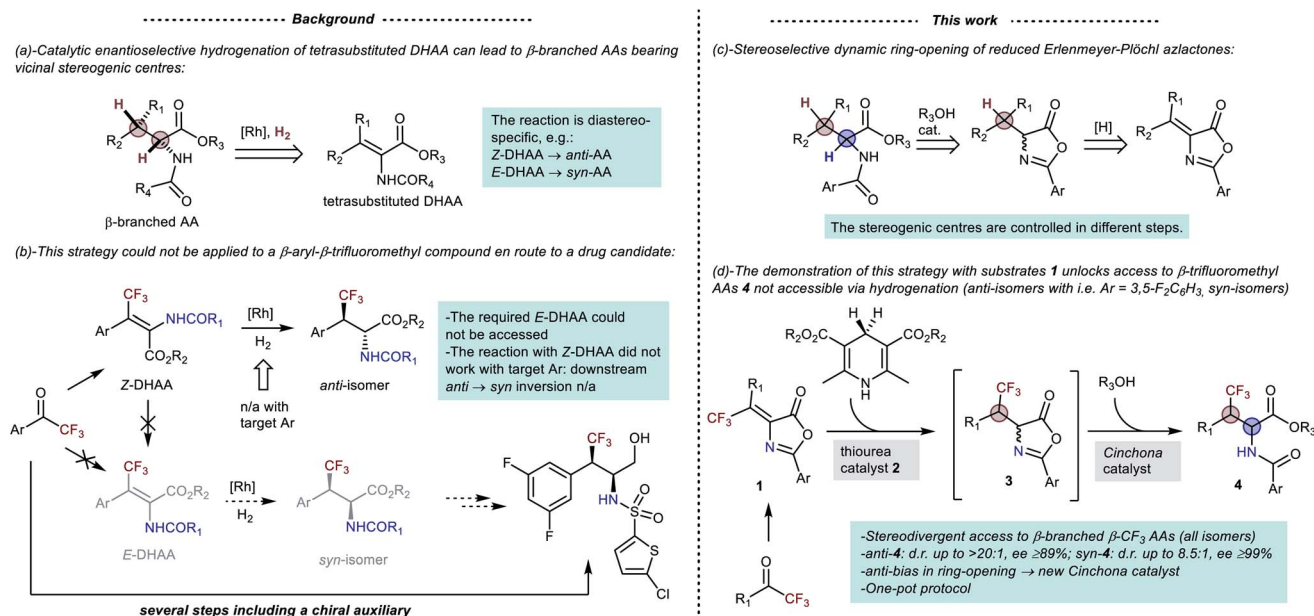 Background
(a)-Catalytic enantioselective hydrogenation of tetrasubstituted DHAA can lead to β-branched AAs bearing
vicinal stereogenic centres:
H
R1
O
R2
OR3
H
NH
R4
O
β-branched AA
[Rh], H2
R1
O
R2
OR3
NHCOR4
tetrasubstituted DHAA
The reaction is diastereo-
specific, e.g.:
Z-DHAA → anti-AA
E-DHAA → syn-AA
(b)-This strategy could not be applied to a β-aryl-β-trifluoromethyl compound en route to a drug candidate:
CF3
Ar
NHCOR1
CO2R2
Z-DHAA
[Rh]
H2
CF3
Ar
CO2R2
NHCOR1
anti-isomer
n/a with
target Ar
-The required E-DHAA could
not be accessed
-The reaction with Z-DHAA did not
work with target Ar: downstream
anti → syn inversion n/a
O
Ar
CF3
CF3
Ar
CO2R2
NHCOR1
E-DHAA
[Rh]
H2
CF3
Ar
CO2R2
NHCOR1
syn-isomer
F
F
CF3
OH
HN
O
S
O
S
Cl
several steps including a chiral auxiliary
This work
(c)-Stereoselective dynamic ring-opening of reduced Erlenmeyer-Plöchl azlactones:
H
R1
O
R2
OR3
H
NH
Ar
O
R3OH
cat.
H
R1
O
R2
O
N
Ar
[H]
R1
O
R2
O
N
Ar
The stereogenic centres are controlled in different steps.
(d)-The demonstration of this strategy with substrates 1 unlocks access to β-trifluoromethyl
AAs 4 not accessible via hydrogenation (anti-isomers with i.e. Ar = 3,5-F2C6H3, syn-isomers)
H H
R2O2C
CO2R2
N
H
R1
O
CF3
O
N
Ar
1
thiourea
catalyst 2
CF3
O
R1
O
N
Ar
3
R3OH
Cinchona
catalyst
CF3
O
R1
OR3
HN
O
Ar
4
O
R1
CF3
-Stereodivergent access to β-branched β-CF3 AAs (all isomers)
-anti-4: d.r. up to >20:1, ee ≥89%; syn-4: d.r. up to 8.5:1, ee ≥99%
-anti-bias in ring-opening → new Cinchona catalyst
-One-pot protocol